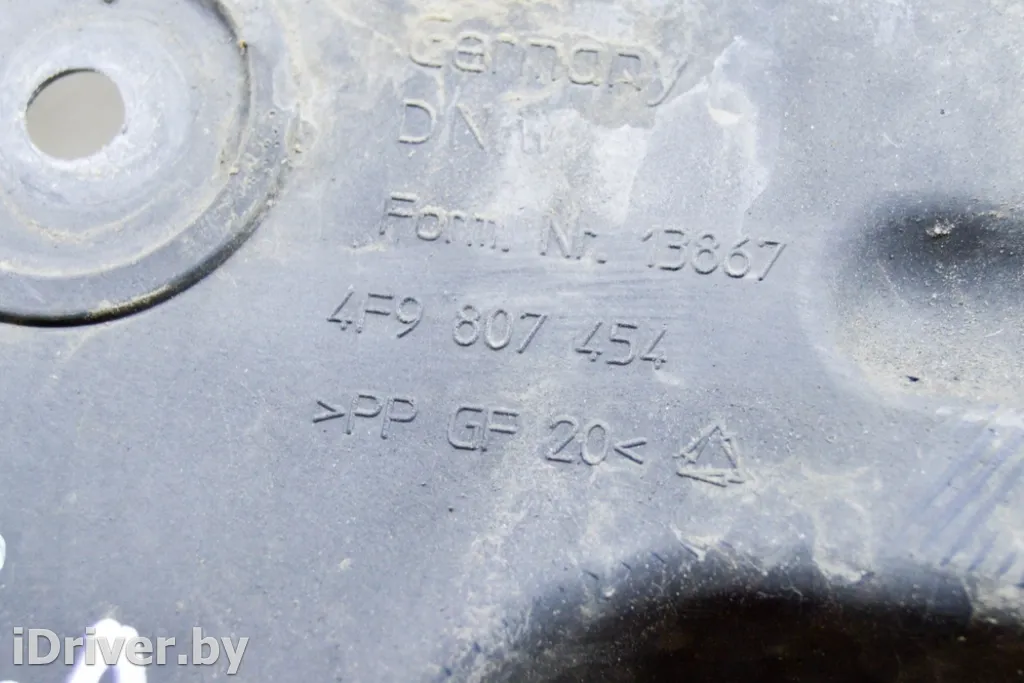 Germany
Form. Nr. 13867
4F9 807 454
>PP GF 20<
iDriver.by